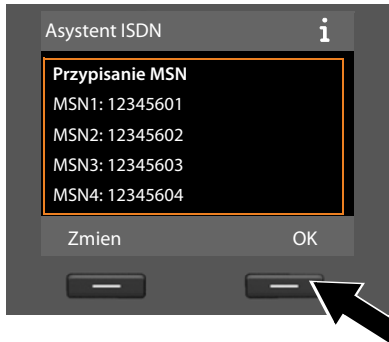 Asystent ISDN i
Przypisanie MSN
MSN1: 12345601
MSN2: 12345602
MSN3: 12345603
MSN4: 12345604
Zmien OK